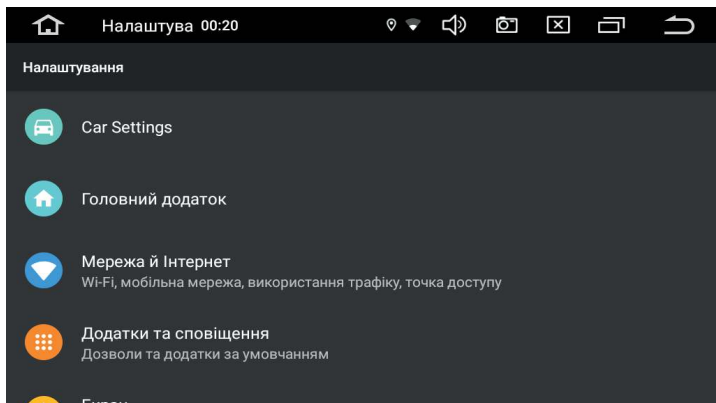 Налаштува 00:20
Налаштування
Car Settings
Головний додаток
Мережа й Інтернет
Wi-Fi, мобільна мережа, використання трафіку, точка доступу
Додатки та сповіщення
Дозволи та додатки за умовчанням